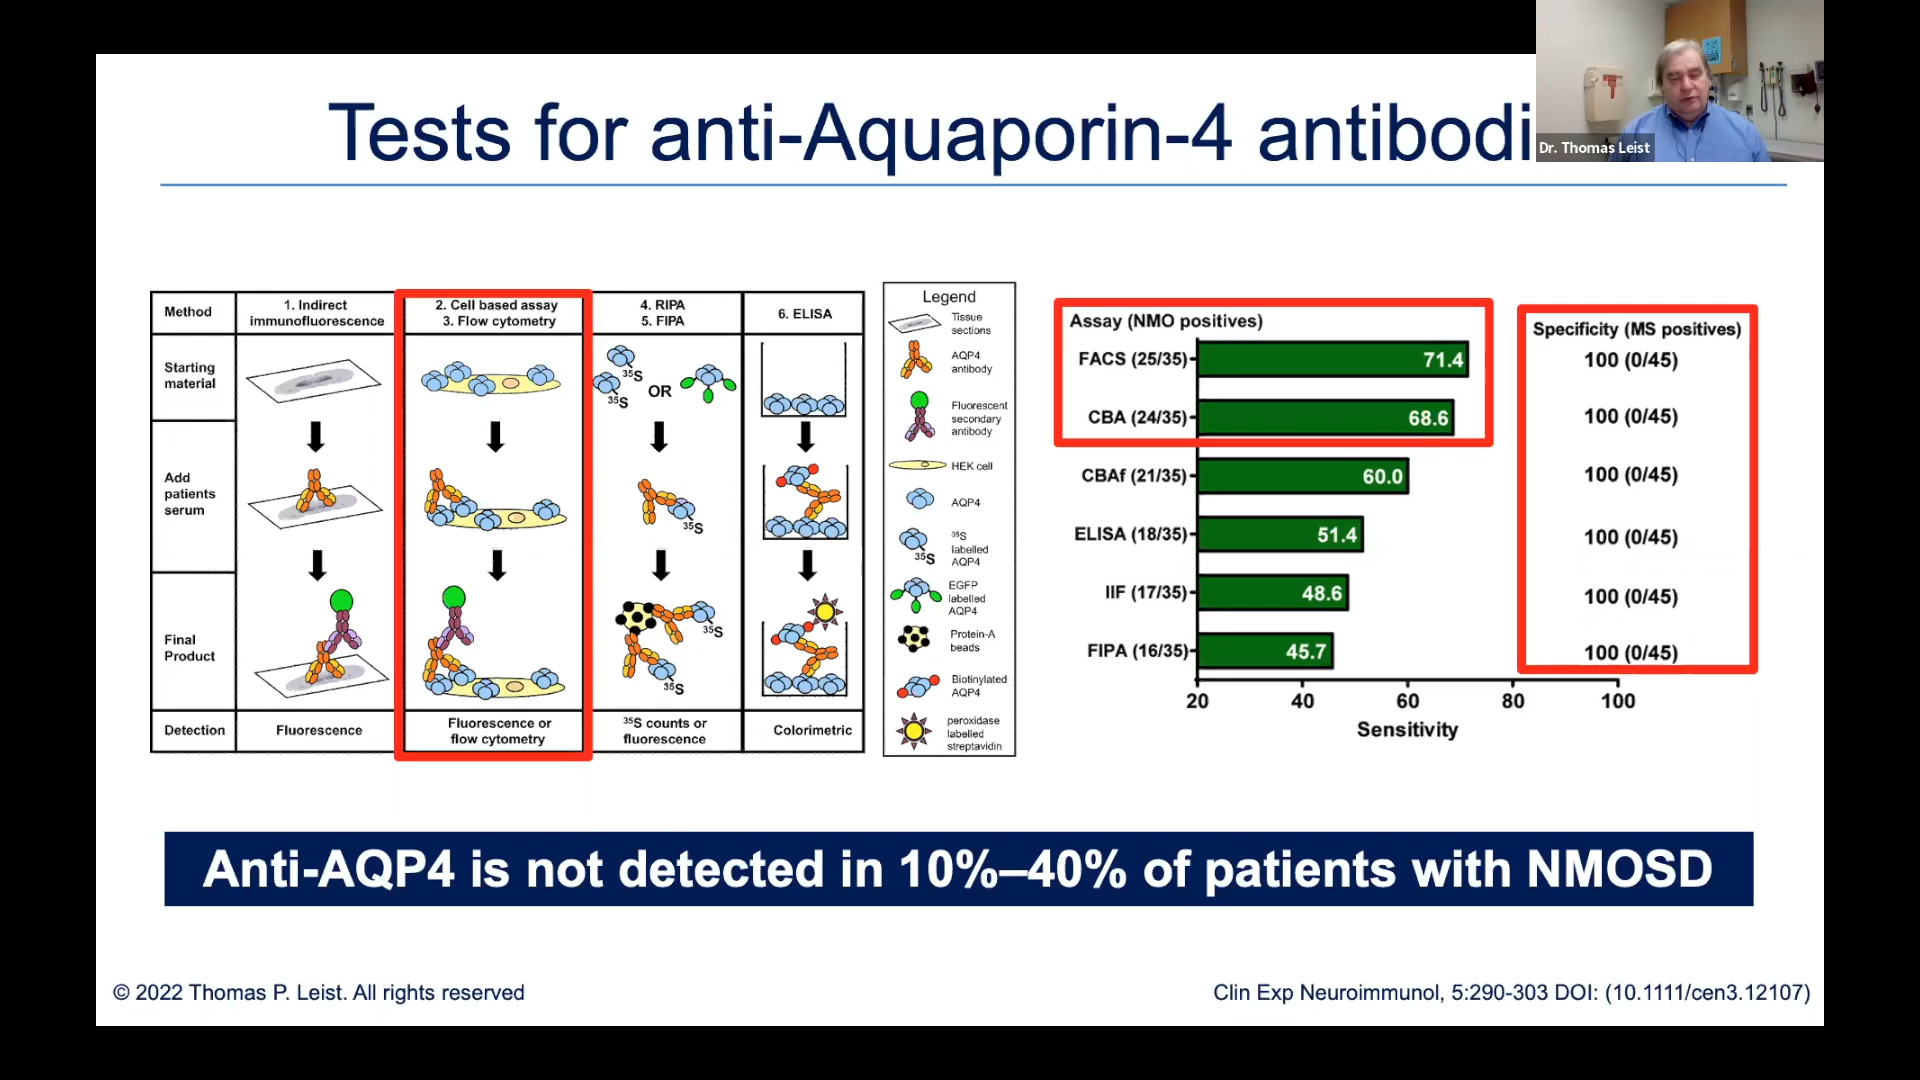 Tests for anti-Aquaporin-4 antibodi
Dr. Thomas Leist
Method
1. Indirect
immunofluorescence
2. Cell based assay
3. Flow cytometry
4. RIPA
5. FIPA
6. ELISA
Starting
material
35S
35S
OR
Add
patients
serum
35S
Final
Product
35S
35S
Detection
Fluorescence
Fluorescence or
flow cytometry
35S counts or
fluorescence
Colorimetric
Legend
Tissue
sections
AQP4
antibody
Fluorescent
secondary
antibody
HEK cell
AQP4
35S
35S
labelled
AQP4
EGFP
labelled
AQP4
Protein-A
beads
Biotinylated
AQP4
peroxidase
labelled
streptavidin
Assay (NMO positives)
Specificity (MS positives)
FACS (25/35) 71.4 100 (0/45)
CBA (24/35) 68.6 100 (0/45)
CBAf (21/35) 60.0 100 (0/45)
ELISA (18/35) 51.4 100 (0/45)
IIF (17/35) 48.6 100 (0/45)
FIPA (16/35) 45.7 100 (0/45)
20 40 60 80 100
Sensitivity
Anti-AQP4 is not detected in 10%–40% of patients with NMOSD
© 2022 Thomas P. Leist. All rights reserved
Clin Exp Neuroimmunol, 5:290-303 DOI: (10.1111/cen3.12107)